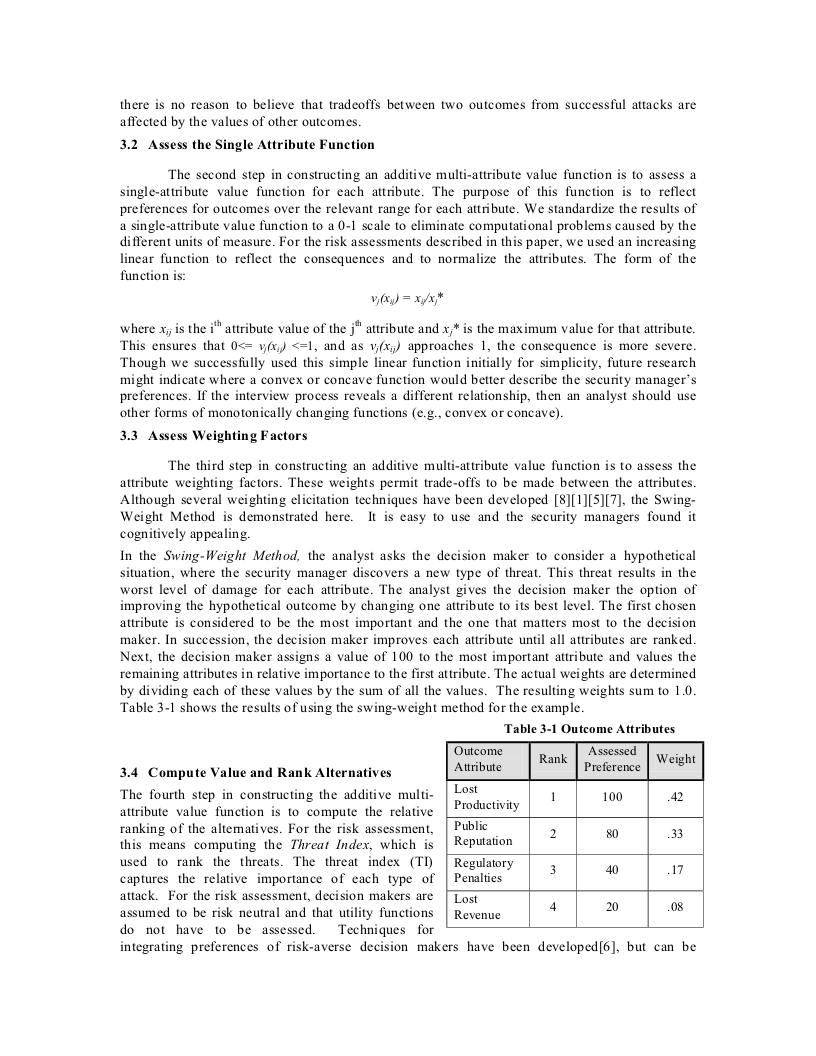 there is no reason to believe that tradeoffs between two outcomes from successful attacks are
affected by the values of other outcomes.
3.2 Assess the Single Attribute Function
The second step in constructing an additive multi-attribute value function is to assess a
single-attribute value function for each attribute. The purpose of this function is to reflect
preferences for outcomes over the relevant range for each attribute. We standardize the results of
a single-attribute value function to a 0-1 scale to eliminate computational problems caused by the
different units of measure. For the risk assessments described in this paper, we used an increasing
linear function to reflect the consequences and to normalize the attributes. The form of the
function is:
vj(xij) = xij/xj*
where xij is the ith attribute value of the jth attribute and xj* is the maximum value for that attribute.
This ensures that 0<= vj(xij) <=1, and as vj(xij) approaches 1, the consequence is more severe.
Though we successfully used this simple linear function initially for simplicity, future research
might indicate where a convex or concave function would better describe the security manager's
preferences. If the interview process reveals a different relationship, then an analyst should use
other forms of monotonically changing functions (e.g., convex or concave).
3.3 Assess Weighting Factors
The third step in constructing an additive multi-attribute value function is to assess the
attribute weighting factors. These weights permit trade-offs to be made between the attributes.
Although several weighting elicitation techniques have been developed [8][1][5][7], the Swing-
Weight Method is demonstrated here. It is easy to use and the security managers found it
cognitively appealing.
In the Swing-Weight Method, the analyst asks the decision maker to consider a hypothetical
situation, where the security manager discovers a new type of threat. This threat results in the
worst level of damage for each attribute. The analyst gives the decision maker the option of
improving the hypothetical outcome by changing one attribute to its best level. The first chosen
attribute is considered to be the most important and the one that matters most to the decision
maker. In succession, the decision maker improves each attribute until all attributes are ranked.
Next, the decision maker assigns a value of 100 to the most important attribute and values the
remaining attributes in relative importance to the first attribute. The actual weights are determined
by dividing each of these values by the sum of all the values. The resulting weights sum to 1.0.
Table 3-1 shows the results of using the swing-weight method for the example.
Table 3-1 Outcome Attributes
Outcome
Attribute
Rank
Assessed
Preference
Weight
Lost
Productivity
1
100
.42
Public
Reputation
2
80
.33
Regulatory
Penalties
3
40
.17
Lost
Revenue
4
20
.08
3.4 Compute Value and Rank Alternatives
The fourth step in constructing the additive multi-
attribute value function is to compute the relative
ranking of the alternatives. For the risk assessment,
this means computing the Threat Index, which is
used to rank the threats. The threat index (TI)
captures the relative importance of each type of
attack. For the risk assessment, decision makers are
assumed to be risk neutral and that utility functions
do not have to be assessed. Techniques for
integrating preferences of risk-averse decision makers have been developed[6], but can be